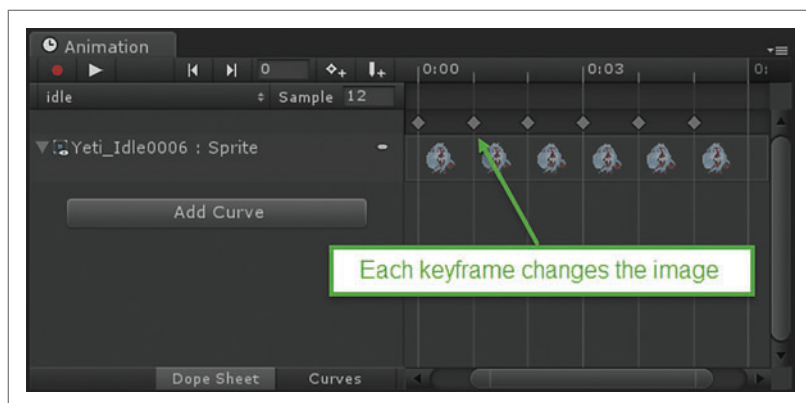 Animation
0
0:00
0:03
0:
idle
Sample 12
Yeti_Idle0006 : Sprite
Add Curve
Each keyframe changes the image
Dope Sheet
Curves